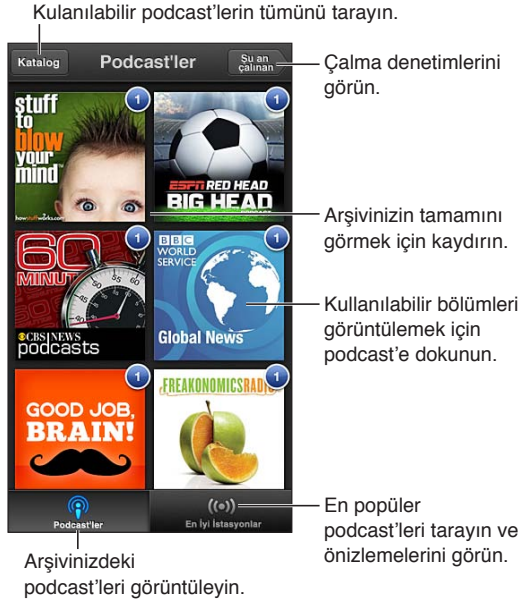 Kulanılabilir podcast'lerin tümünü tarayın.
Katalog
Podcast'ler
Şu an
çalınan
Çalma denetimlerini
görün.
stuff
to
blow
your
mind
howstuffworks.com
1
ESPN RED HEAD
BIG HEAD
1
Arşivinizin tamamını
görmek için kaydırın.
60
MINUTES
CBS NEWS
podcasts
1
BBC
WORLD
SERVICE
Global News
1
Kullanılabilir bölümleri
görüntülemek için
podcast'e dokunun.
GOOD JOB,
BRAIN!
1
FREAKONOMICS RADIO
1
Podcast'ler
En İyi İstasyonlar
En popüler
podcast'leri tarayın ve
önizlemelerini görün.
Arşivinizdeki
podcast'leri görüntüleyin.